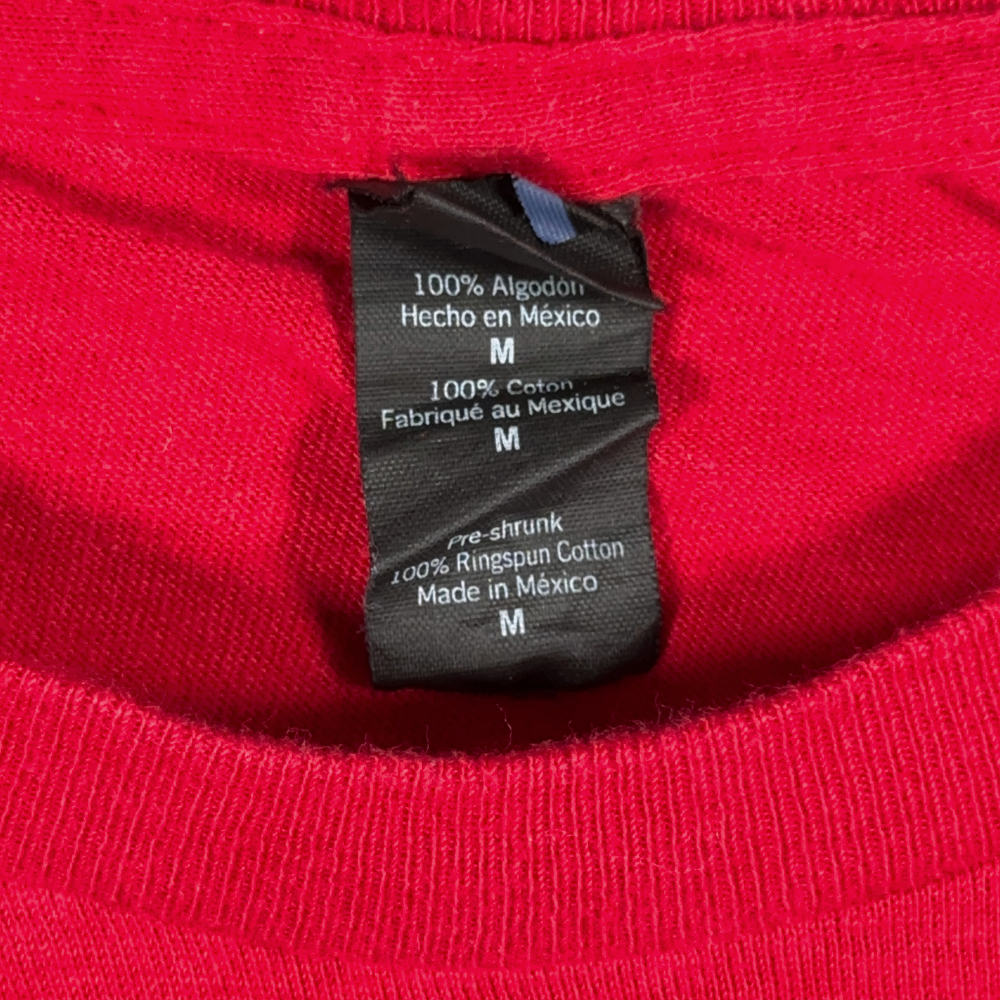 100% Algodón
Hecho en México
M
100% Coton
Fabriqué au Mexique
M
Pre-shrunk
100% Ringspun Cotton
Made in México
M